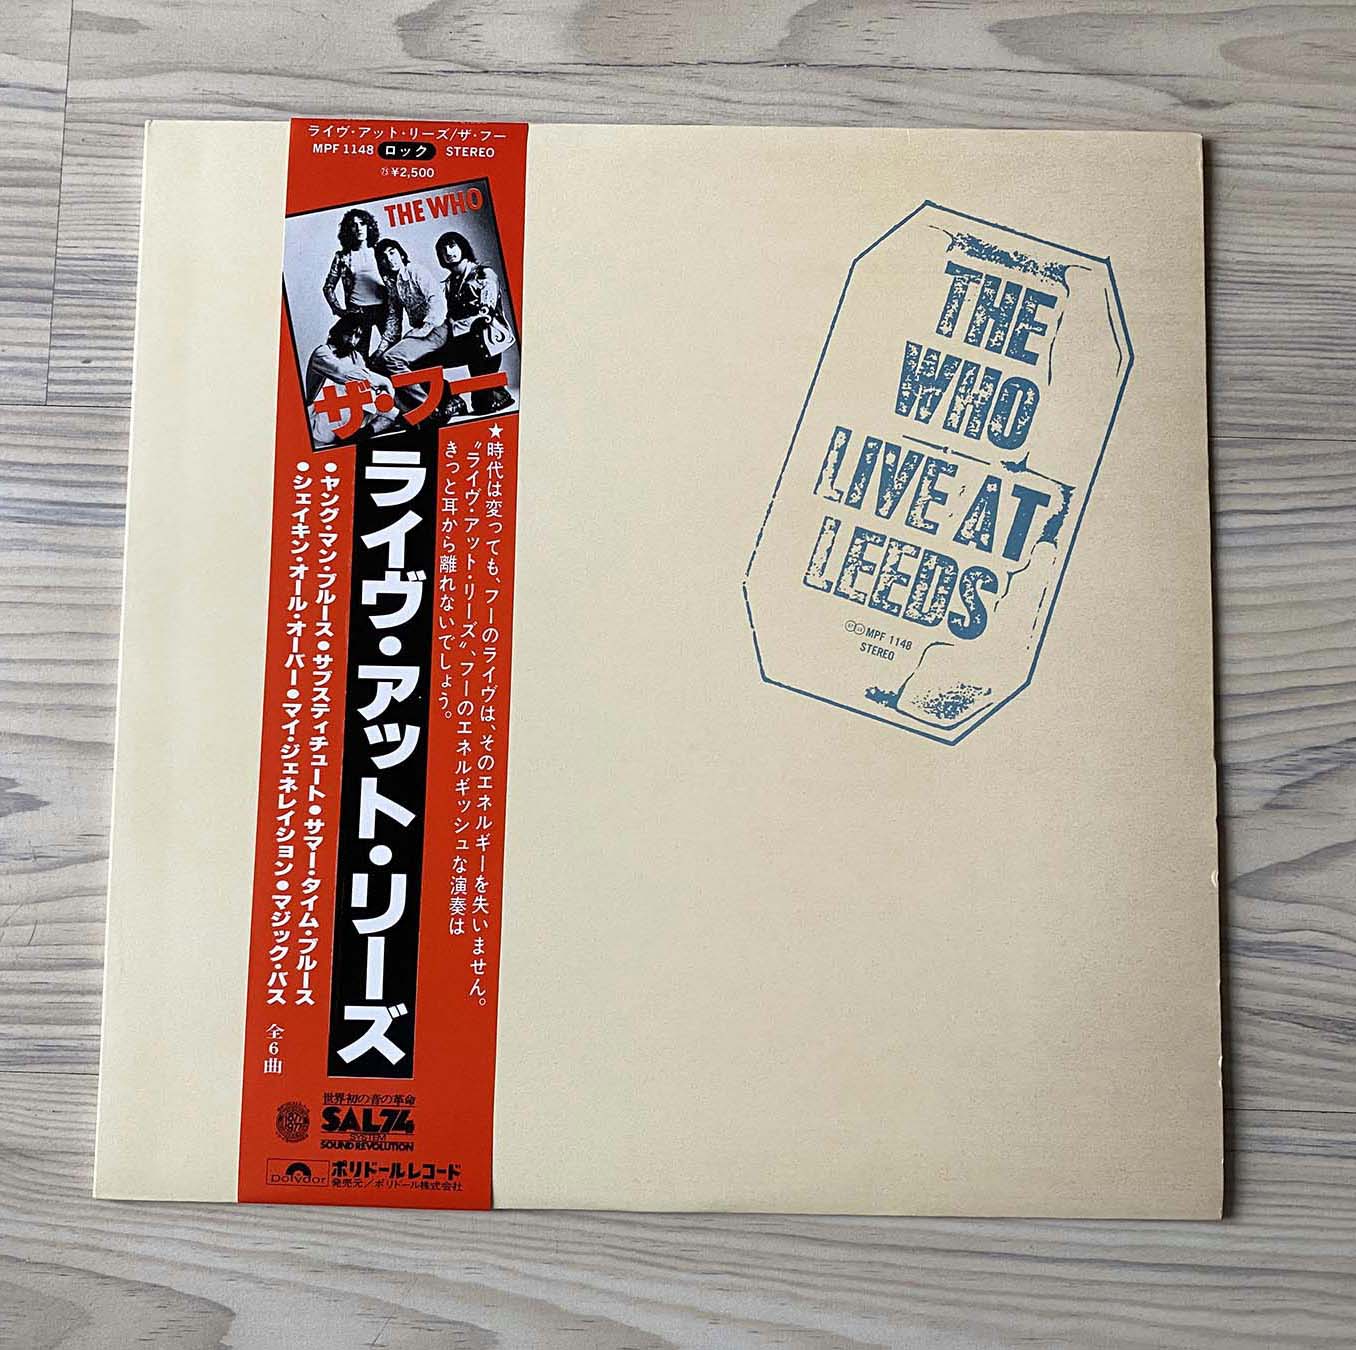 ライヴ・アット・リーズ/ザ・フー
MPF 1148 ロック STEREO
¥2,500
THE WHO
ザ・フー
★時代は変っても、フーのライヴは、そのエネルギーを失いません。
"ライヴ・アット・リーズ"、フーのエネルギッシュな演奏は
きっと耳から離れないでしょう。
ライヴ・アット・リーズ
●ヤング・マン・ブルース●サブスティチュート●サマー・タイム・ブルース
●シェイキン・オール・オーバー●マイ・ジェネレイション●マジック・バス
全6曲
世界初の音の革命
SAL74
SYSTEM
SOUND REVOLUTION
Polydor
ポリドールレコード
発売元/ポリドール株式会社
THE
WHO
LIVE AT
LEEDS
MPF 1148
STEREO